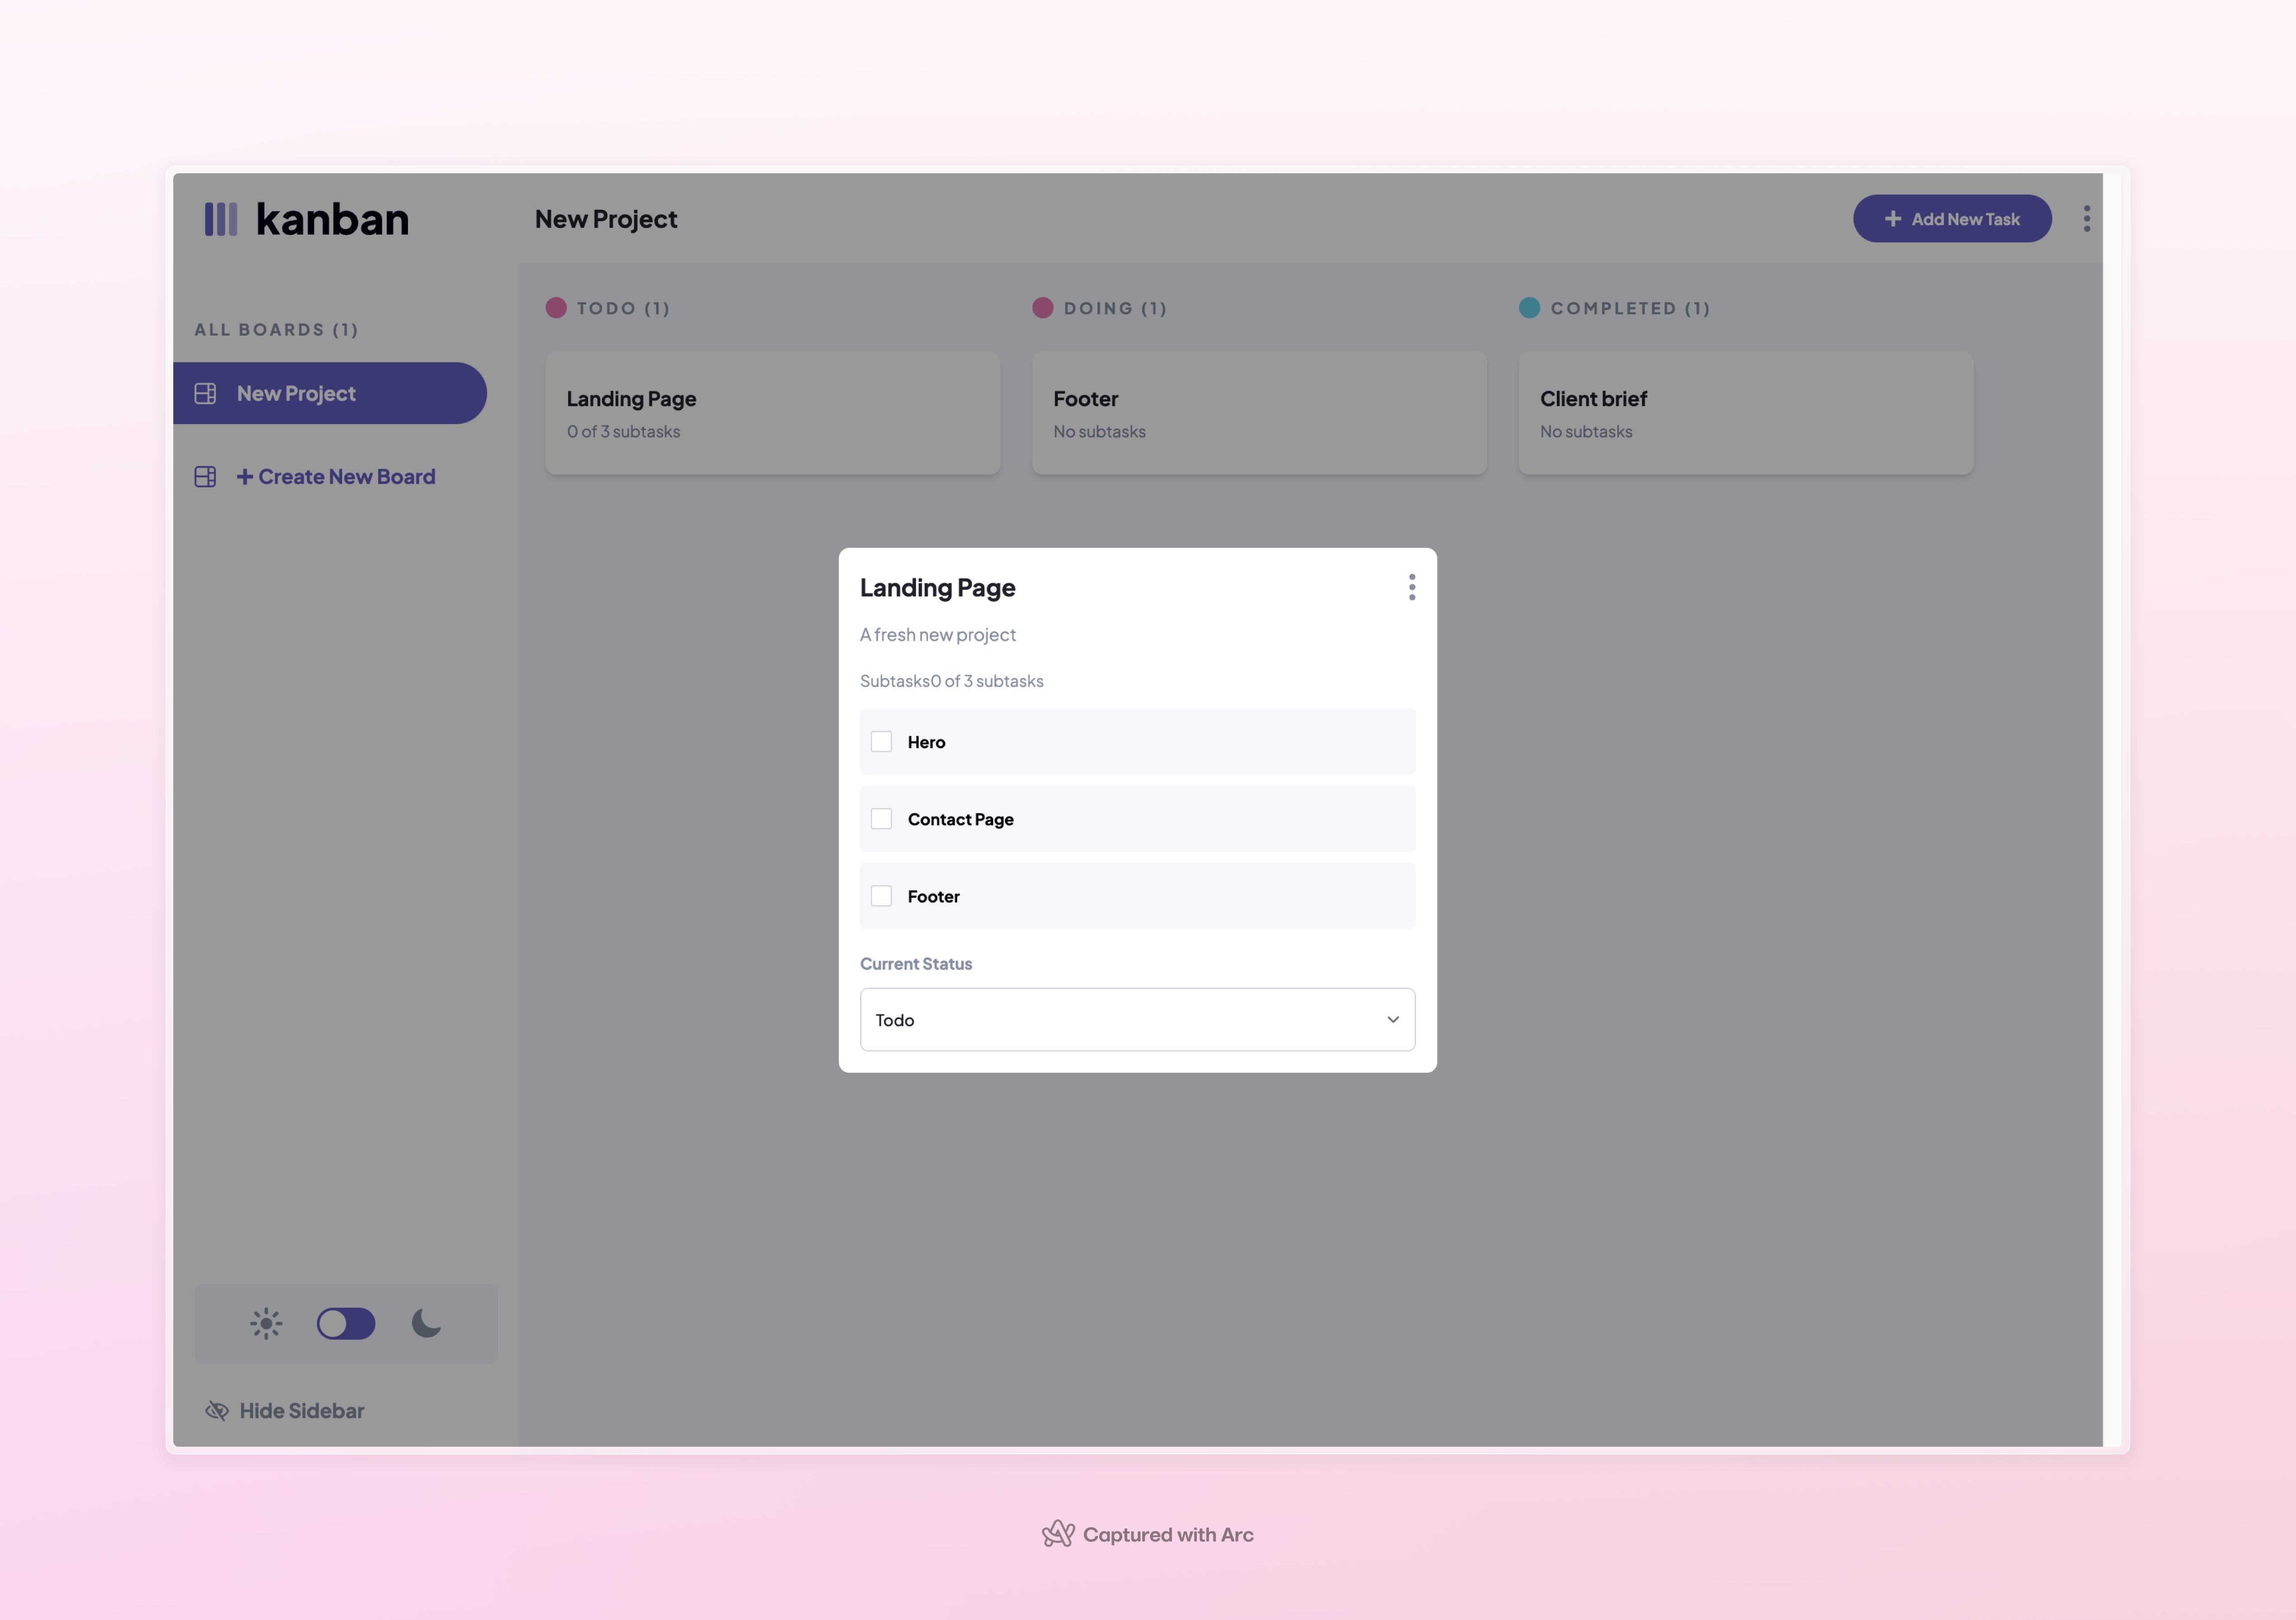 kanban
New Project
Add New Task
ALL BOARDS (1)
New Project
+ Create New Board
TODO (1)
Landing Page
0 of 3 subtasks
DOING (1)
Footer
No subtasks
COMPLETED (1)
Client brief
No subtasks
Landing Page
A fresh new project
Subtasks0 of 3 subtasks
Hero
Contact Page
Footer
Current Status
Todo
Hide Sidebar
Captured with Arc